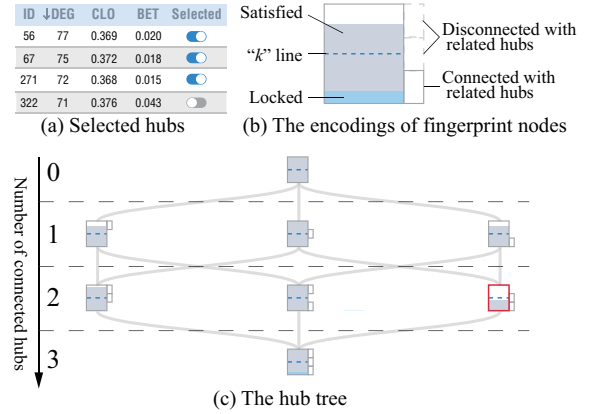 ID ↓DEG CLO BET Selected
56 77 0.369 0.020
67 75 0.372 0.018
271 72 0.368 0.015
322 71 0.376 0.043
(a) Selected hubs
Satisfied
“k” line
Locked
Disconnected with
related hubs
Connected with
related hubs
(b) The encodings of fingerprint nodes
Number of connected hubs
0
1
2
3
(c) The hub tree